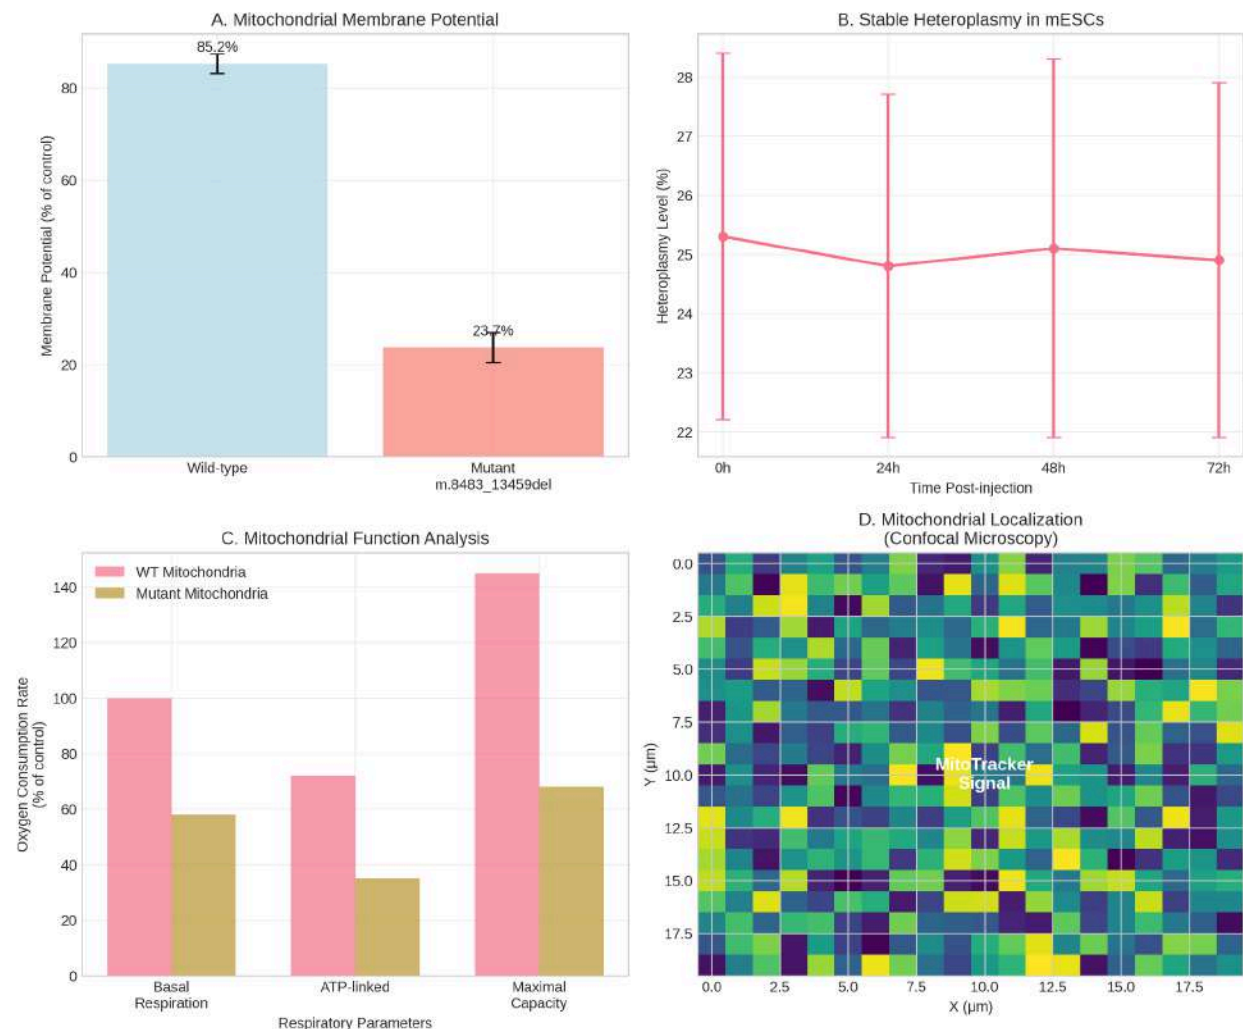 A. Mitochondrial Membrane Potential
Membrane Potential (% of control)
80
60
40
20
0
85.2%
23.7%
Wild-type
Mutant
m.8483_13459del
B. Stable Heteroplasmy in mESCs
Heteroplasmy Level (%)
28
27
26
25
24
23
22
0h
24h
48h
72h
Time Post-injection
C. Mitochondrial Function Analysis
Oxygen Consumption Rate
(% of control)
140
120
100
80
60
40
20
0
WT Mitochondria
Mutant Mitochondria
Basal
Respiration
ATP-linked
Maximal
Capacity
Respiratory Parameters
D. Mitochondrial Localization
(Confocal Microscopy)
Y (µm)
0.0
2.5
5.0
7.5
10.0
12.5
15.0
17.5
MitoTracker
Signal
0.0
2.5
5.0
7.5
10.0
12.5
15.0
17.5
X (µm)